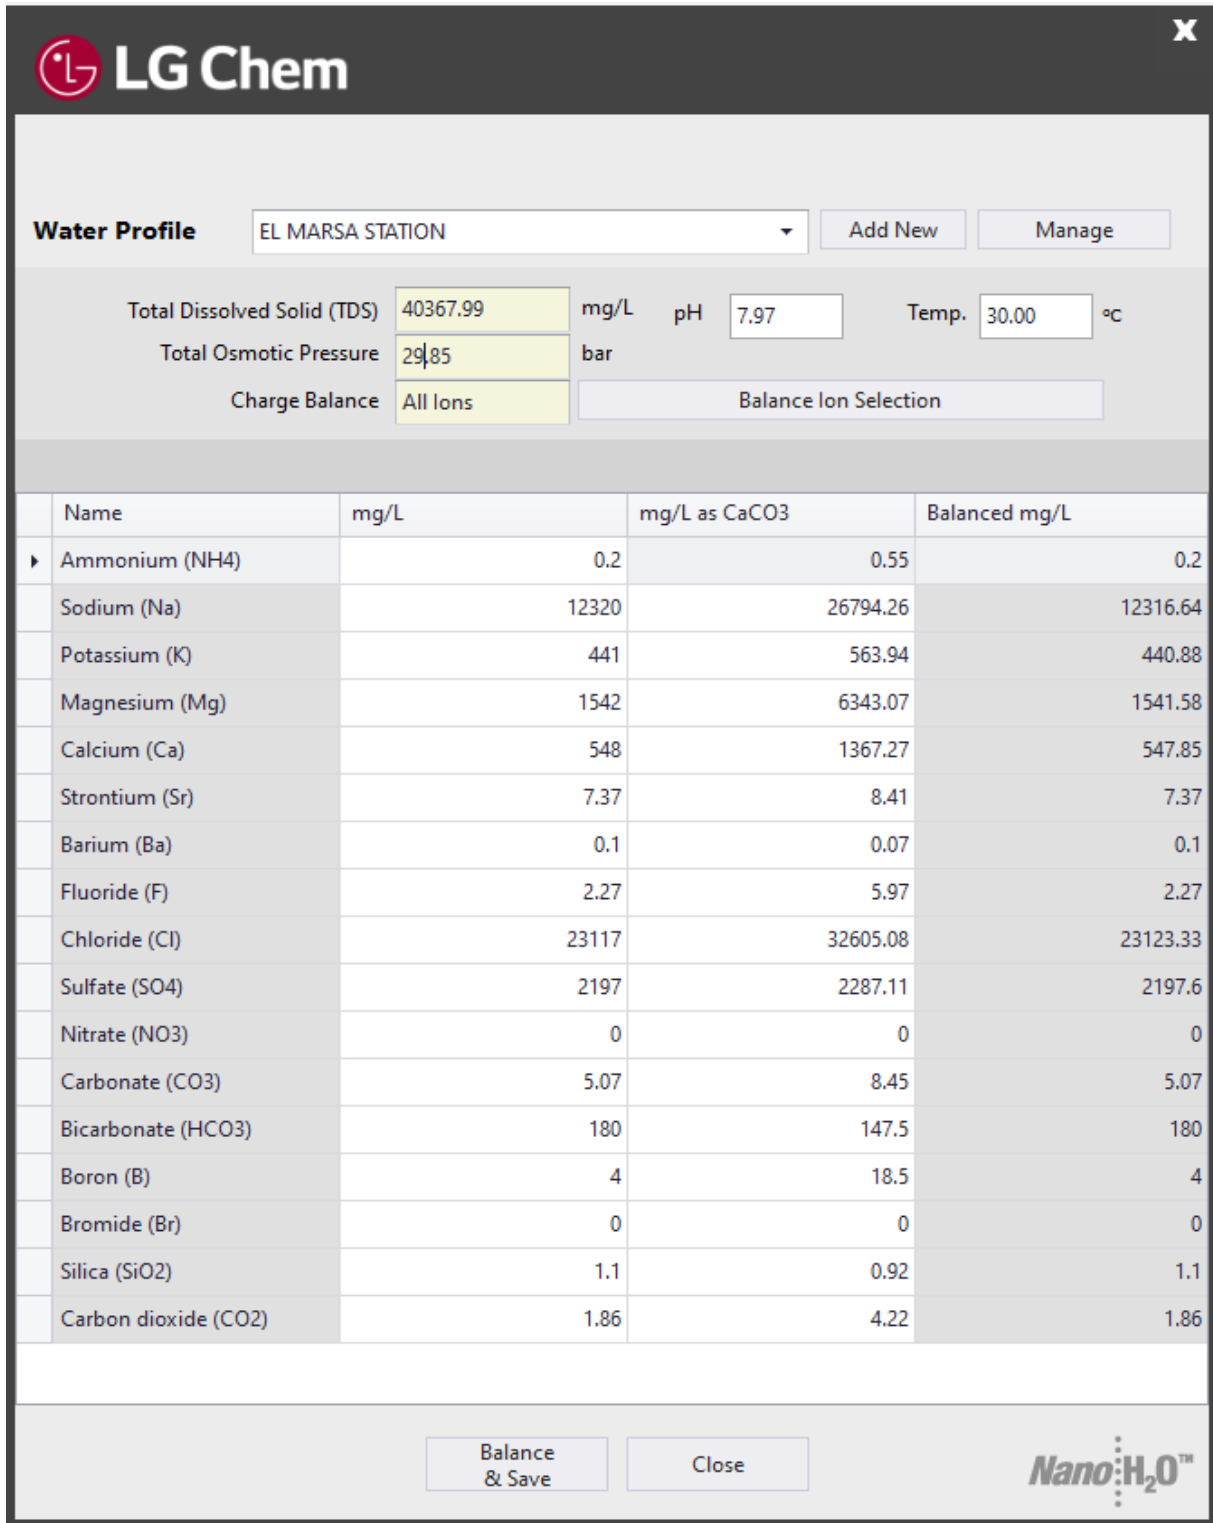 X
LG Chem
Water Profile EL MARSA STATION Add New Manage
Total Dissolved Solid (TDS) 40367.99 mg/L pH 7.97 Temp. 30.00 ºC
Total Osmotic Pressure 29.85 bar
Charge Balance All Ions Balance Ion Selection
Name mg/L mg/L as CaCO3 Balanced mg/L
Ammonium (NH4) 0.2 0.55 0.2
Sodium (Na) 12320 26794.26 12316.64
Potassium (K) 441 563.94 440.88
Magnesium (Mg) 1542 6343.07 1541.58
Calcium (Ca) 548 1367.27 547.85
Strontium (Sr) 7.37 8.41 7.37
Barium (Ba) 0.1 0.07 0.1
Fluoride (F) 2.27 5.97 2.27
Chloride (Cl) 23117 32605.08 23123.33
Sulfate (SO4) 2197 2287.11 2197.6
Nitrate (NO3) 0 0 0
Carbonate (CO3) 5.07 8.45 5.07
Bicarbonate (HCO3) 180 147.5 180
Boron (B) 4 18.5 4
Bromide (Br) 0 0 0
Silica (SiO2) 1.1 0.92 1.1
Carbon dioxide (CO2) 1.86 4.22 1.86
Balance
& Save
Close
NanoH₂O™